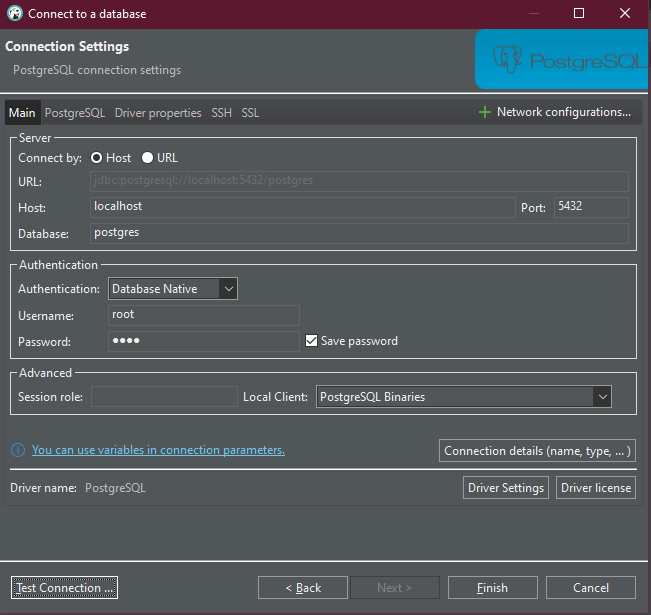 Connect to a database
Connection Settings
PostgreSQL connection settings
PostgreSQL
Main PostgreSQL Driver properties SSH SSL Network configurations...
Server
Connect by: Host URL
URL: jdbc:postgresql://localhost:5432/postgres
Host: localhost Port: 5432
Database: postgres
Authentication
Authentication: Database Native
Username: root
Password: •••• Save password
Advanced
Session role: Local Client: PostgreSQL Binaries
You can use variables in connection parameters. Connection details (name, type, ... )
Driver name: PostgreSQL Driver Settings Driver license
Test Connection ... < Back Next > Finish Cancel